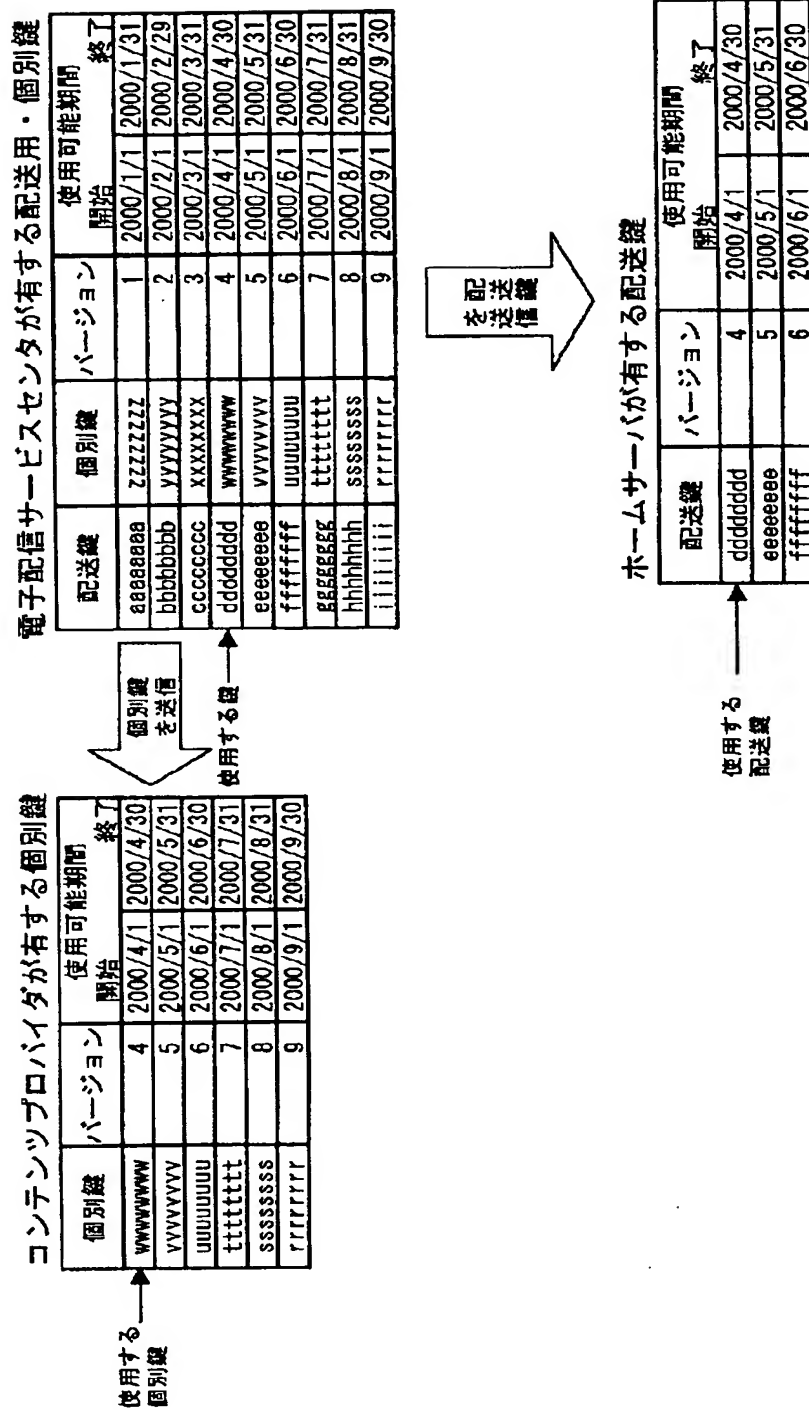 電子配信サービスセンタが有する配送用・個別鍵
配送鍵 個別鍵 バージョン 使用可能期間
開始 終了
aaaaaaaa zzzzzzzz 1 2000/1/1 2000/1/31
bbbbbbbb yyyyyyyy 2 2000/2/1 2000/2/29
cccccccc xxxxxxxx 3 2000/3/1 2000/3/31
dddddddd wwwwwwww 4 2000/4/1 2000/4/30
eeeeeeee vvvvvvvv 5 2000/5/1 2000/5/31
ffffffff uuuuuuuu 6 2000/6/1 2000/6/30
gggggggg tttttttt 7 2000/7/1 2000/7/31
hhhhhhhh ssssssss 8 2000/8/1 2000/8/31
iiiiiiii rrrrrrrr 9 2000/9/1 2000/9/30
使用する鍵
個別鍵
を送信
配送鍵
を送信
コンテンツプロバイダが有する個別鍵
個別鍵 バージョン 使用可能期間
開始 終了
wwwwwwww 4 2000/4/1 2000/4/30
vvvvvvvv 5 2000/5/1 2000/5/31
uuuuuuuu 6 2000/6/1 2000/6/30
tttttttt 7 2000/7/1 2000/7/31
ssssssss 8 2000/8/1 2000/8/31
rrrrrrrr 9 2000/9/1 2000/9/30
使用する
個別鍵
ホームサーバが有する配送鍵
配送鍵 バージョン 使用可能期間
開始 終了
dddddddd 4 2000/4/1 2000/4/30
eeeeeeee 5 2000/5/1 2000/5/31
ffffffff 6 2000/6/1 2000/6/30
使用する
配送鍵